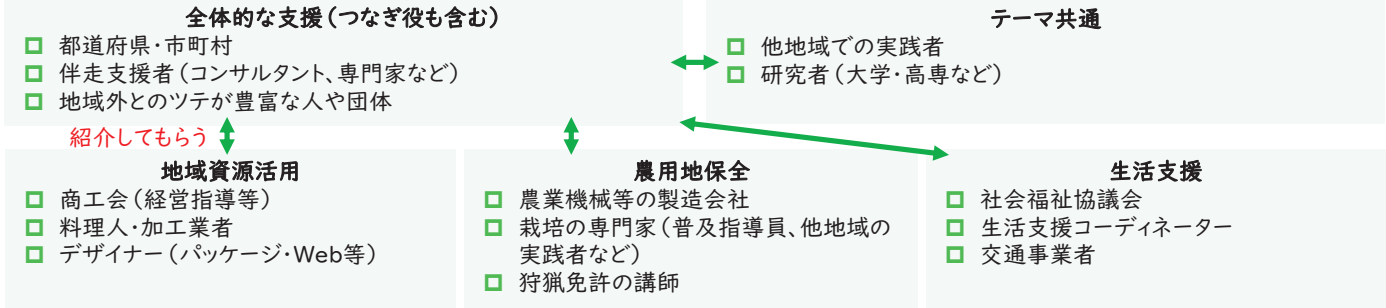 全体的な支援（つなぎ役も含む）
都道府県・市町村
伴走支援者（コンサルタント、専門家など）
地域外とのツテが豊富な人や団体
テーマ共通
他地域での実践者
研究者（大学・高専など）
紹介してもらう
地域資源活用
商工会（経営指導等）
料理人・加工業者
デザイナー（パッケージ・Web等）
農用地保全
農業機械等の製造会社
栽培の専門家（普及指導員、他地域の
実践者など）
狩猟免許の講師
生活支援
社会福祉協議会
生活支援コーディネーター
交通事業者